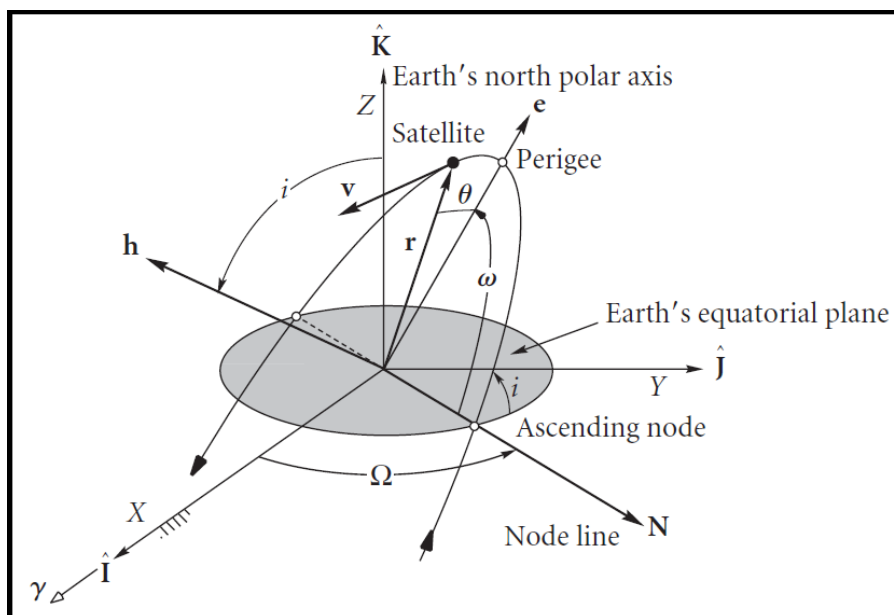 K̂
Earth's north polar axis
Z
e
Satellite
Perigee
i
v
θ
r
h
ω
Earth's equatorial plane
Ĵ
Y
i
Ascending node
Ω
X
N
Node line
Î
γ